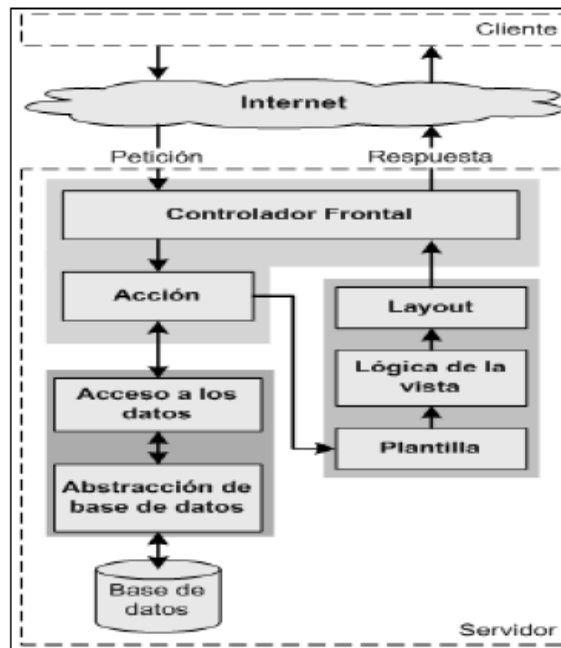 Cliente
Internet
Petición
Respuesta
Controlador Frontal
Acción
Layout
Lógica de la
vista
Plantilla
Acceso a los
datos
Abstracción de
base de datos
Base de
datos
Servidor